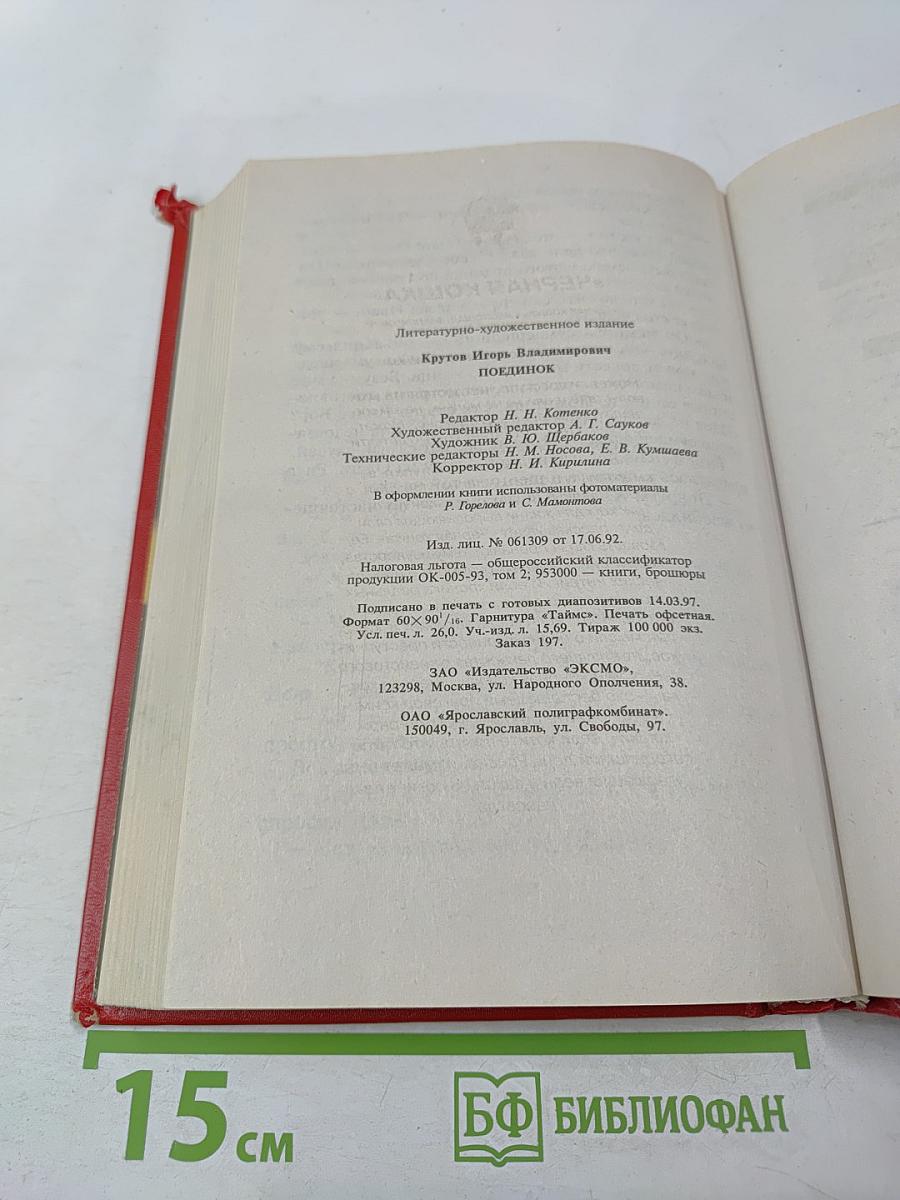 «ЧЕРНАЯ КОШКА»
Литературно-художественное издание
Крутов Игорь Владимирович
ПОЕДИНОК
Редактор Н. Н. Котенко
Художественный редактор А. Г. Сауков
Художник В. Ю. Щербаков
Технические редакторы Н. М. Носова, Е. В. Кумшаева
Корректор Н. И. Кирилина
В оформлении книги использованы фотоматериалы
Р. Горелова и С. Мамонтова
Изд. лиц. № 061309 от 17.06.92.
Налоговая льгота — общероссийский классификатор
продукции ОК-005-93, том 2; 953000 — книги, брошюры
Подписано в печать с готовых диапозитивов 14.03.97.
Формат 60×90 1/16. Гарнитура «Таймс». Печать офсетная.
Усл. печ. л. 26,0. Уч.-изд. л. 15,69. Тираж 100 000 экз.
Заказ 197.
ЗАО «Издательство «ЭКСМО»,
123298, Москва, ул. Народного Ополчения, 38.
ОАО «Ярославский полиграфкомбинат».
150049, г. Ярославль, ул. Свободы, 97.
15 см
БФ БИБЛИОФАН